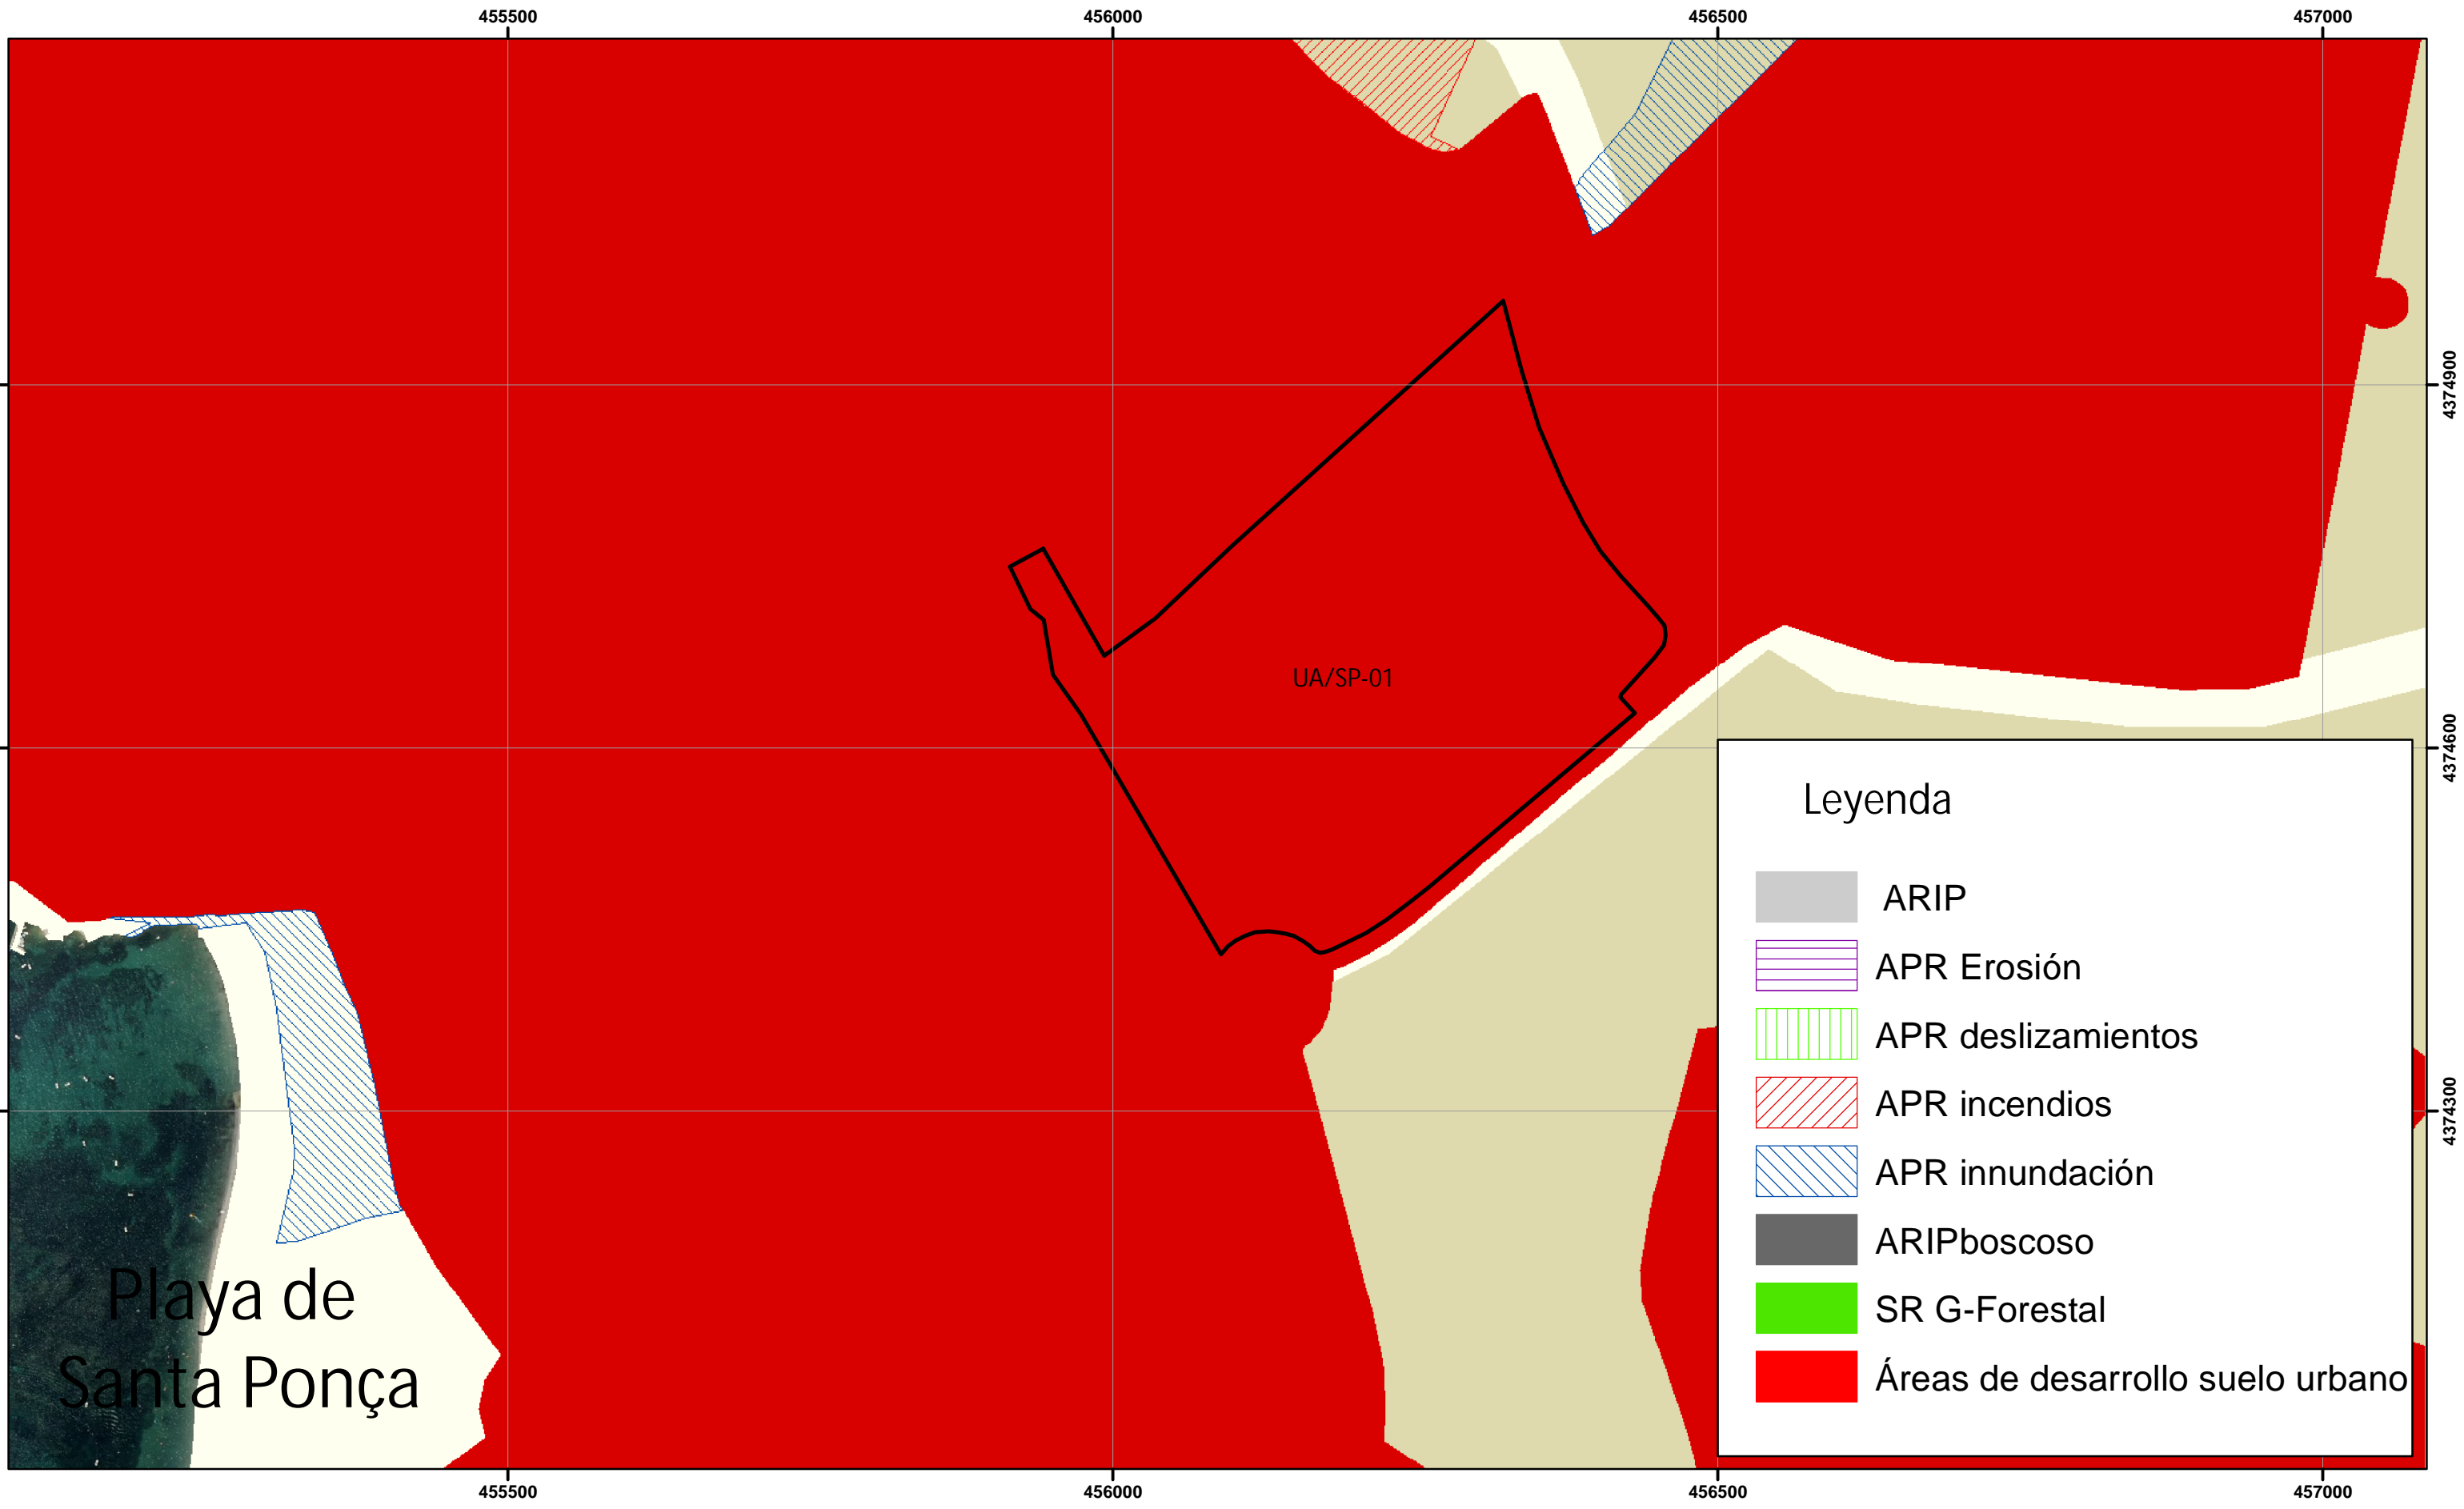 455500
456000
456500
457000
4374900
UA/SP-01
4374600
Leyenda
ARIP
APR Erosión
APR deslizamientos
APR incendios
4374300
APR innundación
ARIPboscoso
SR G-Forestal
Áreas de desarrollo suelo urbano
Playa de
Santa Ponça
455500
456000
456500
457000